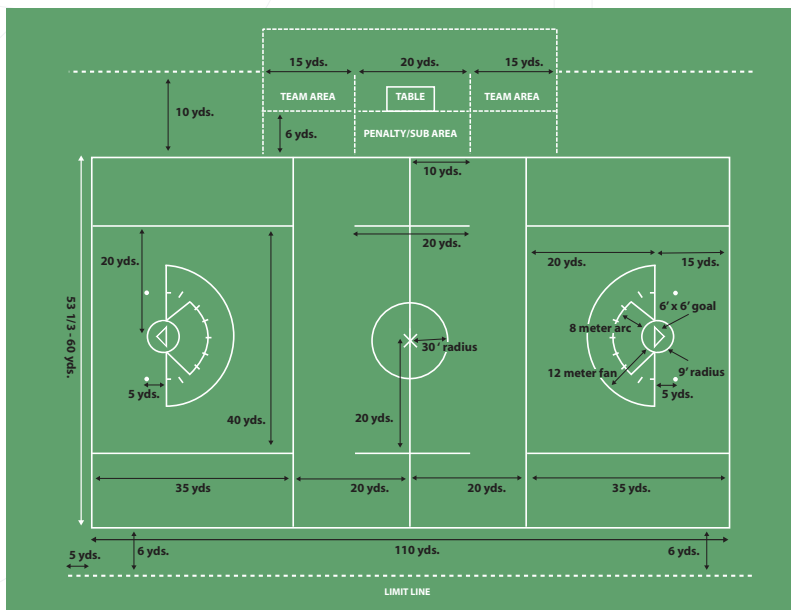 15 yds. 20 yds. 15 yds.
TEAM AREA TABLE TEAM AREA
10 yds.
6 yds. PENALTY/SUB AREA
10 yds.
20 yds. 20 yds. 20 yds. 15 yds.
53 1/3 - 60 yds.
6' x 6' goal
8 meter arc
30' radius
12 meter fan 9' radius
5 yds. 5 yds.
40 yds. 20 yds.
35 yds 20 yds. 20 yds. 35 yds.
5 yds. 6 yds. 110 yds. 6 yds.
LIMIT LINE